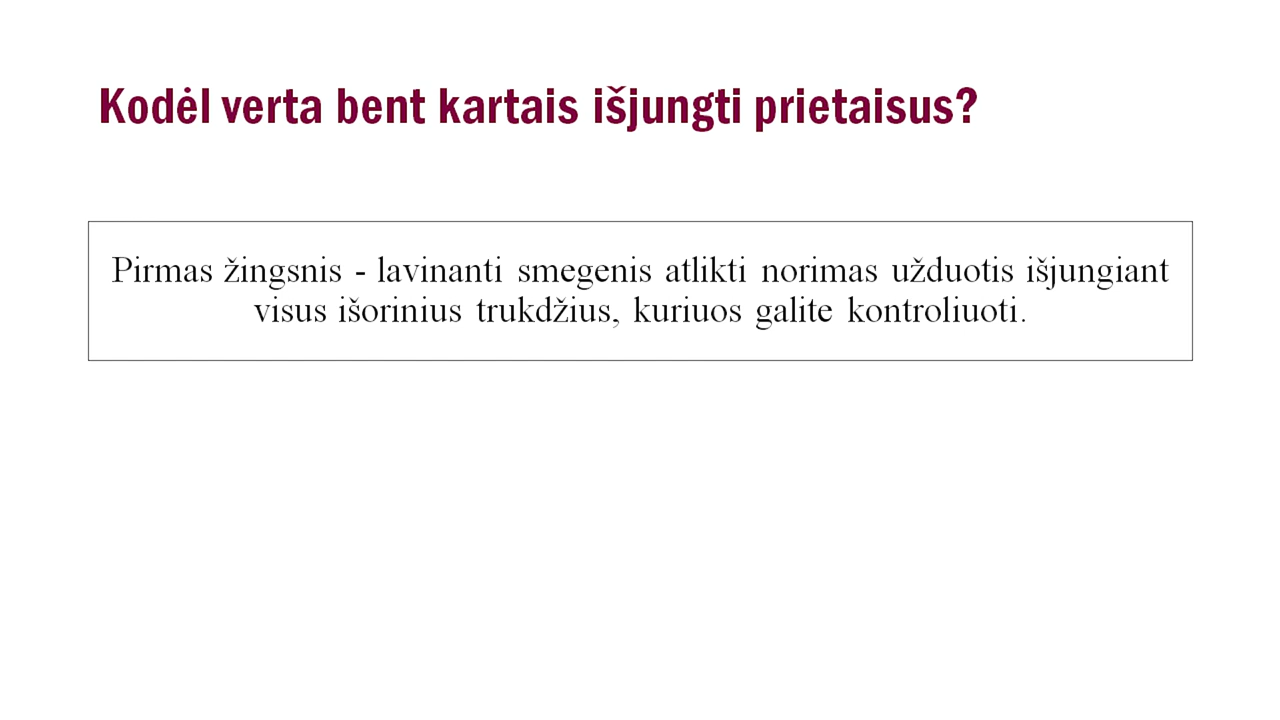 Kodėl verta bent kartais išjungti prietaisus?
Pirmas žingsnis - lavinanti smegenis atlikti norimas užduotis išjungiant
visus išorinius trukdžius, kuriuos galite kontroliuoti.